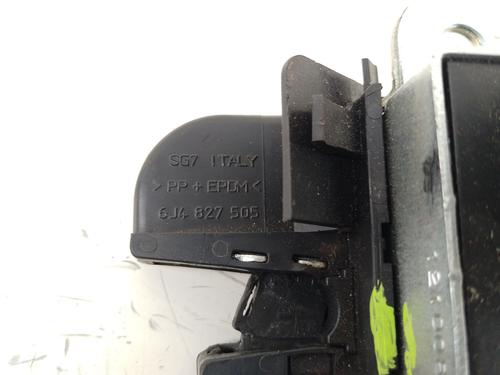 SG7 ITALY
> PP + EPDM <
6J4 827 505